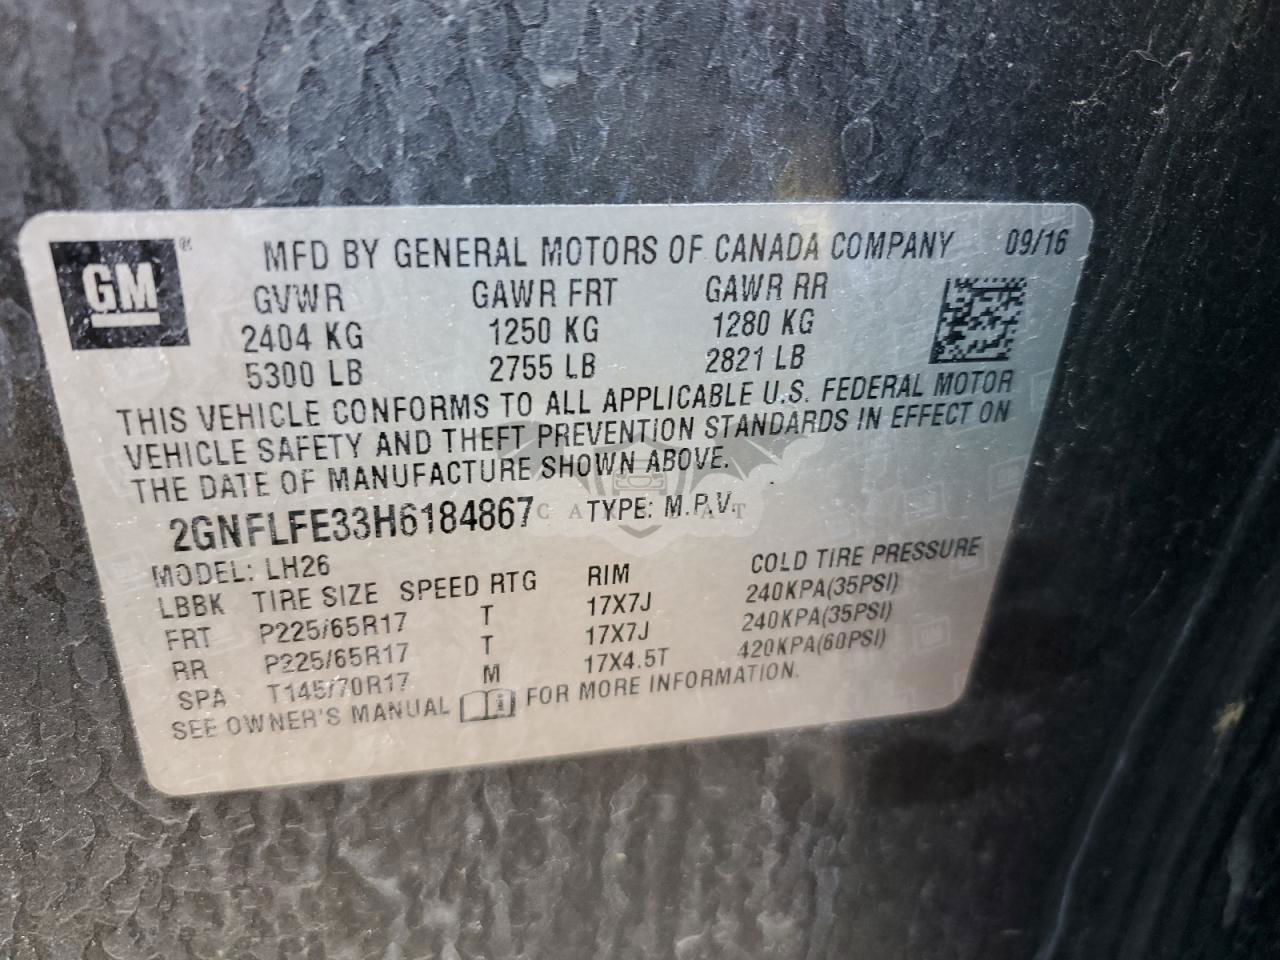 GM ® MFD BY GENERAL MOTORS OF CANADA COMPANY 09/16
GVWR GAWR FRT GAWR RR
2404 KG 1250 KG 1280 KG
5300 LB 2755 LB 2821 LB
THIS VEHICLE CONFORMS TO ALL APPLICABLE U.S. FEDERAL MOTOR
VEHICLE SAFETY AND THEFT PREVENTION STANDARDS IN EFFECT ON
THE DATE OF MANUFACTURE SHOWN ABOVE.
2GNFLFE33H6184867 TYPE: M.P.V.
MODEL: LH26
LBBK TIRE SIZE SPEED RTG RIM COLD TIRE PRESSURE
FRT P225/65R17 T 17X7J 240KPA(35PSI)
RR P225/65R17 T 17X7J 240KPA(35PSI)
SPA T145/70R17 M 17X4.5T 420KPA(60PSI)
SEE OWNER'S MANUAL i FOR MORE INFORMATION.